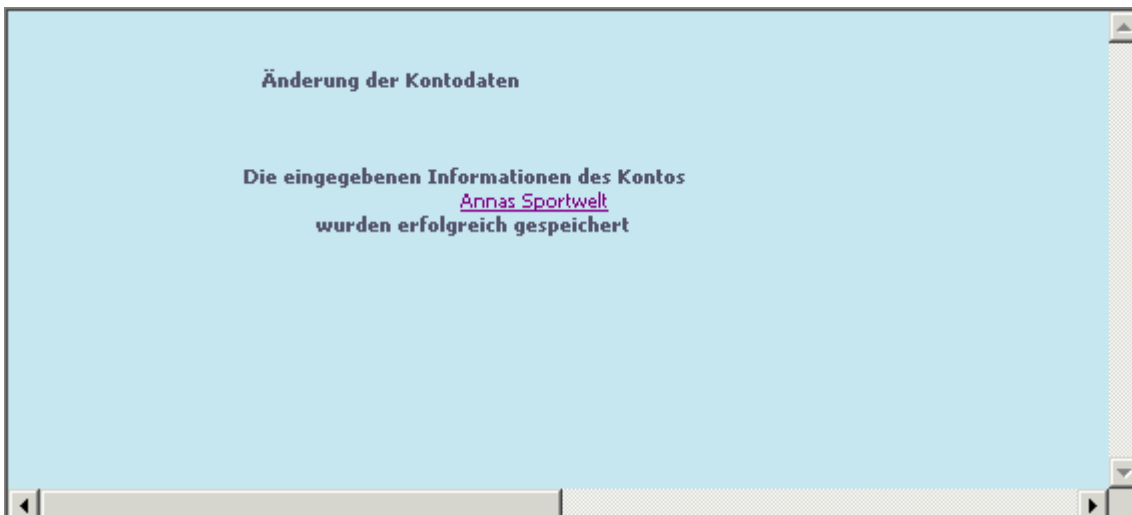 Änderung der Kontodaten
Die eingegebenen Informationen des Kontos
Annas Sportwelt
wurden erfolgreich gespeichert